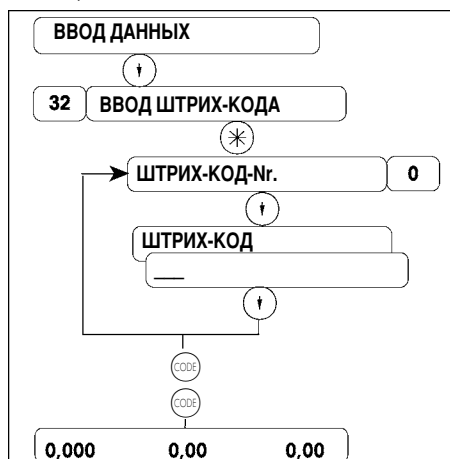 ВВОД ДАННЫХ
32 ВВОД ШТРИХ-КОДА
ШТРИХ-КОД-Nr. 0
ШТРИХ-КОД
___
CODE
CODE
0,000 0,00 0,00